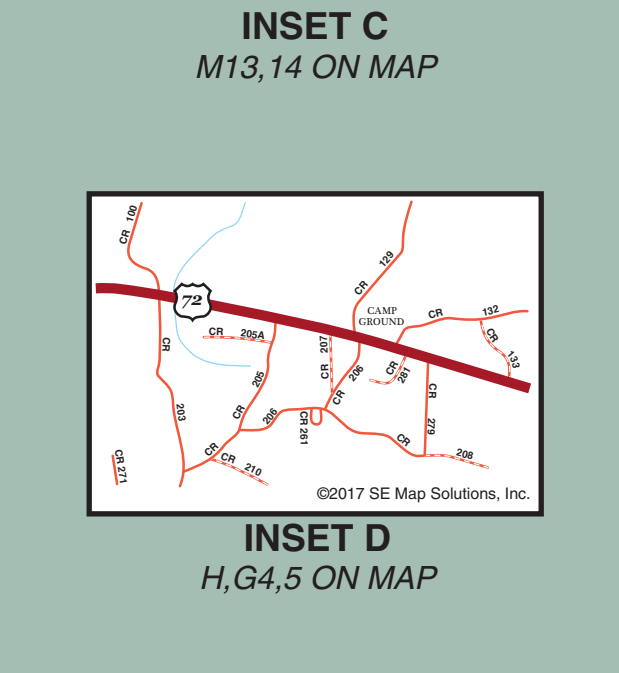 INSET C
M13,14 ON MAP
CR 100
72
CR 129
CAMP
GROUND
CR 132
CR 133
CR 205A
CR 207
CR 206
CR 281
CR 203
CR 205
206
CR 261
CR 279
CR 208
CR
CR 210
CR 271
©2017 SE Map Solutions, Inc.
INSET D
H,G4,5 ON MAP